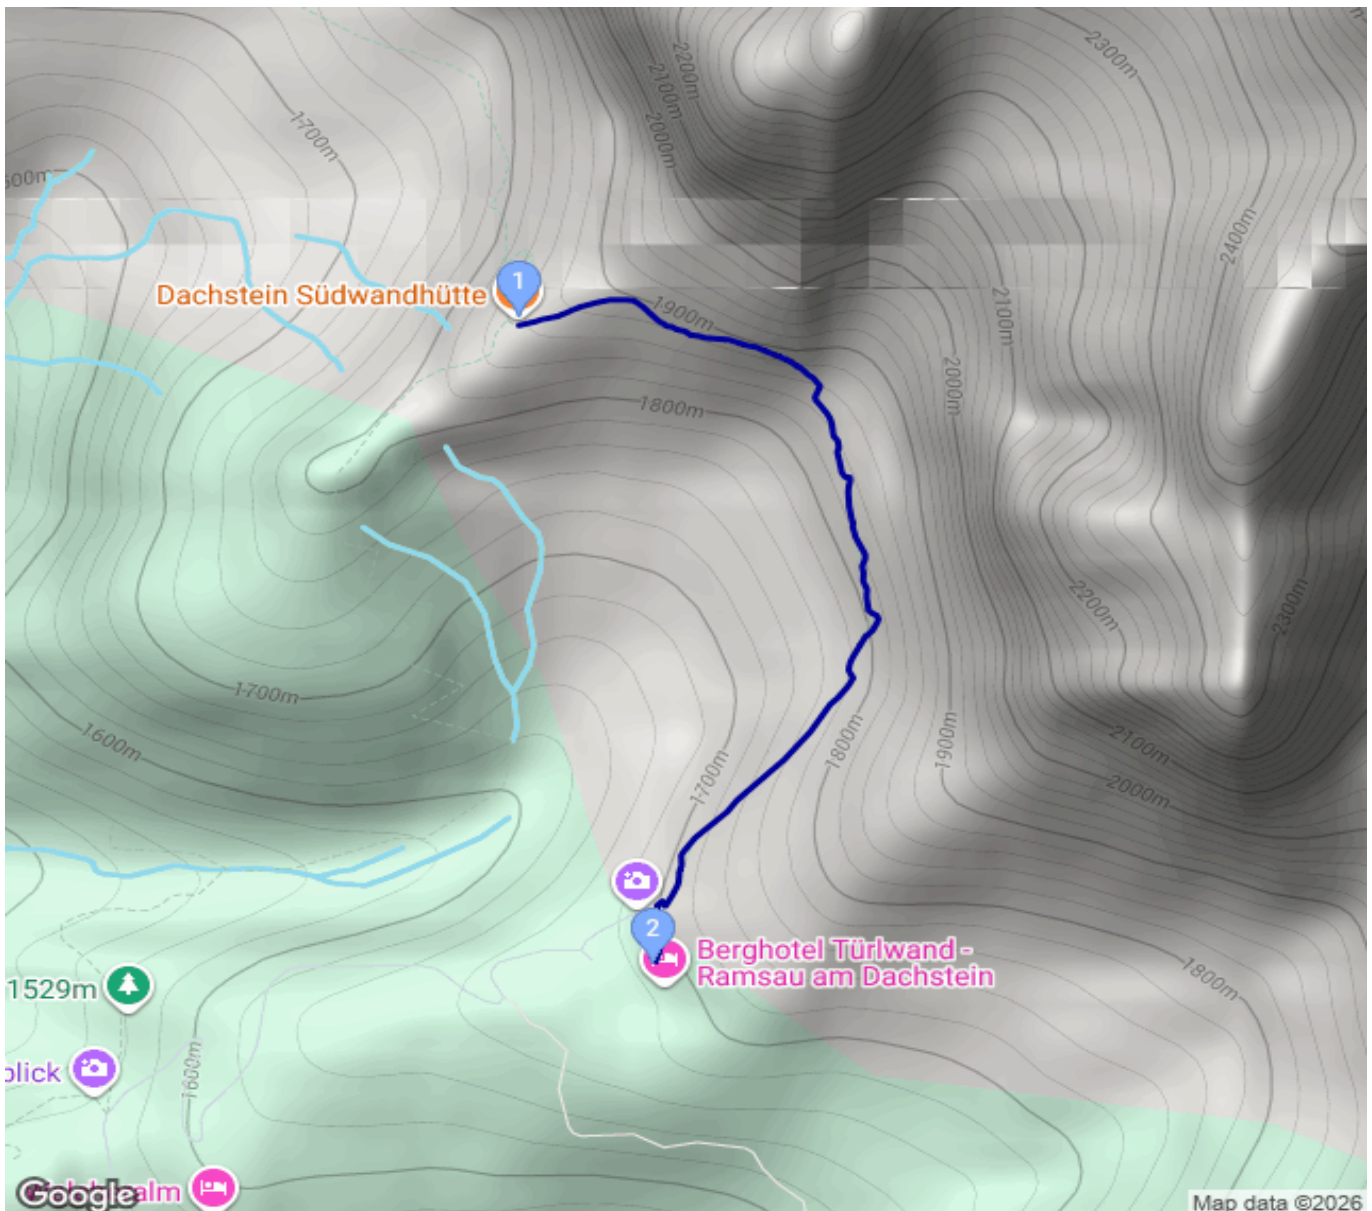 2300m
2200m
2100m
2000m
1700m
2400m
1
Dachstein Südwandhütte
1900m
2100m
2000m
1800m
2200m
2300m
1700m
1600m
1700m
1800m
1900m
2100m
2000m
2
Berghotel Türlwand -
Ramsau am Dachstein
1800m
1529m
1600m
Google
Map data ©2026